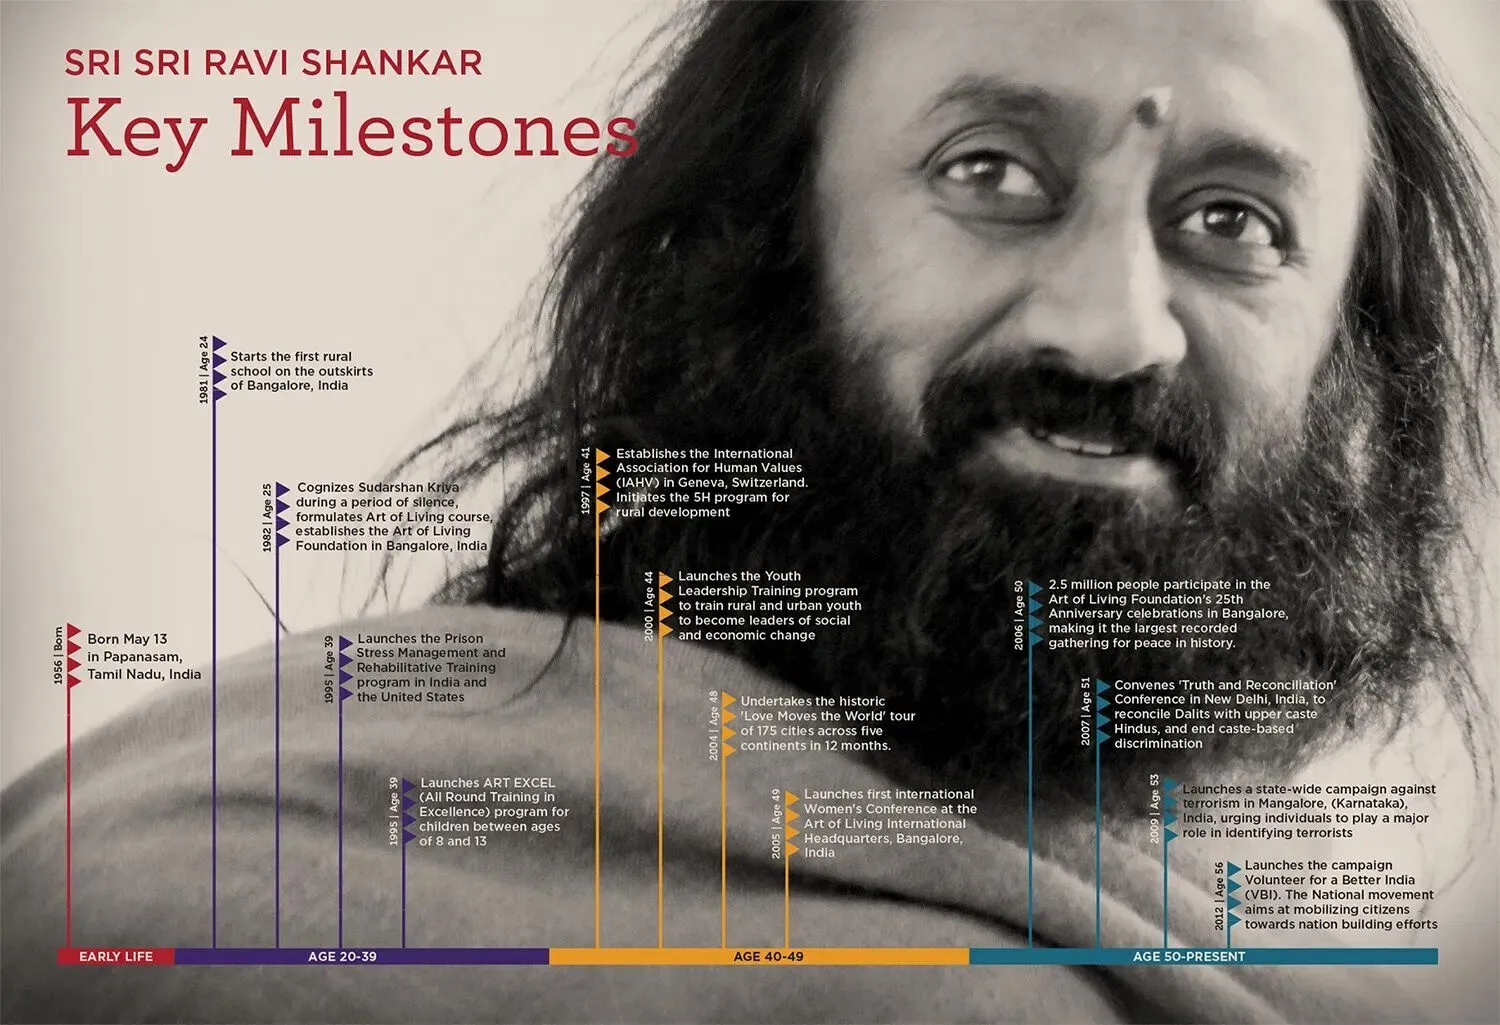 SRI SRI RAVI SHANKAR
Key Milestones
1956 | Born
Born May 13
in Papanasam,
Tamil Nadu, India
1981 | Age 24
Starts the first rural
school on the outskirts
of Bangalore, India
1982 | Age 25
Cognizes Sudarshan Kriya
during a period of silence,
formulates Art of Living course,
establishes the Art of Living
Foundation in Bangalore, India
1995 | Age 39
Launches the Prison
Stress Management and
Rehabilitative Training
program in India and
the United States
1995 | Age 39
Launches ART EXCEL
(All Round Training in
Excellence) program for
children between ages
of 8 and 13
1997 | Age 41
Establishes the International
Association for Human Values
(IAHV) in Geneva, Switzerland.
Initiates the 5H program for
rural development
2000 | Age 44
Launches the Youth
Leadership Training program
to train rural and urban youth
to become leaders of social
and economic change
2004 | Age 48
Undertakes the historic
'Love Moves the World' tour
of 175 cities across five
continents in 12 months.
2005 | Age 49
Launches first international
Women's Conference at the
Art of Living International
Headquarters, Bangalore,
India
2006 | Age 50
2.5 million people participate in the
Art of Living Foundation's 25th
Anniversary celebrations in Bangalore,
making it the largest recorded
gathering for peace in history.
2007 | Age 51
Convenes 'Truth and Reconciliation'
Conference in New Delhi, India, to
reconcile Dalits with upper caste
Hindus, and end caste-based
discrimination
2009 | Age 53
Launches a state-wide campaign against
terrorism in Mangalore, (Karnataka),
India, urging individuals to play a major
role in identifying terrorists
2012 | Age 56
Launches the campaign
Volunteer for a Better India
(VBI). The National movement
aims at mobilizing citizens
towards nation building efforts
EARLY LIFE
AGE 20-39
AGE 40-49
AGE 50-PRESENT